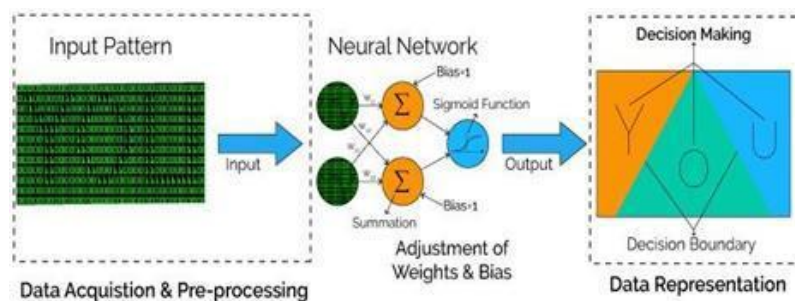 Input Pattern
Input
Data Acquistion & Pre-processing
Neural Network
Bias=1
Sigmoid Function
Σ
Σ
Bias=1
Summation
Adjustment of
Weights & Bias
Output
Decision Making
Y
O
U
Decision Boundary
Data Representation